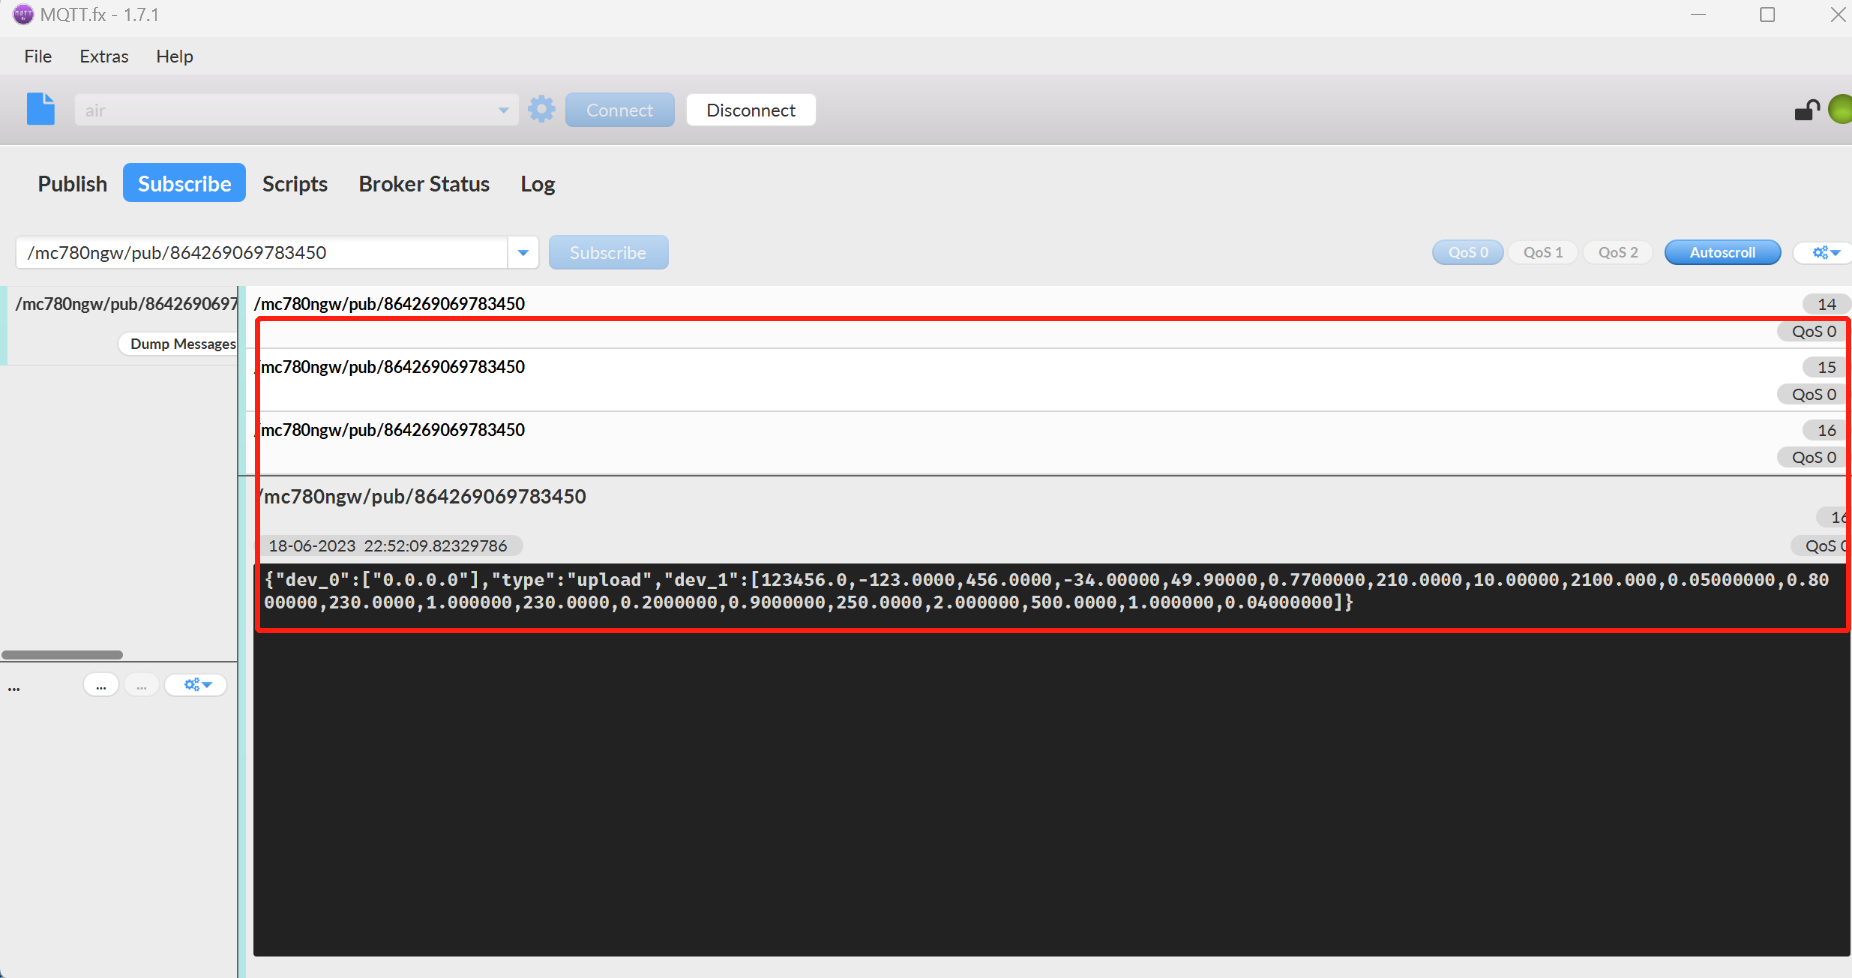 MQTT.fx - 1.7.1
File Extras Help
air Connect Disconnect
Publish Subscribe Scripts Broker Status Log
/mc780ngw/pub/864269069783450 Subscribe QoS 0 QoS 1 QoS 2 Autoscroll
/mc780ngw/pub/8642690697
Dump Messages
/mc780ngw/pub/864269069783450 14
QoS 0
/mc780ngw/pub/864269069783450 15
QoS 0
/mc780ngw/pub/864269069783450 16
QoS 0
/mc780ngw/pub/864269069783450
16
18-06-2023 22:52:09.82329786 QoS 0
{"dev_0":["0.0.0.0"],"type":"upload","dev_1":[123456.0,-123.0000,456.0000,-34.00000,49.90000,0.7700000,210.0000,10.00000,2100.000,0.05000000,0.80
00000,230.0000,1.000000,230.0000,0.2000000,0.9000000,250.0000,2.000000,500.0000,1.000000,0.04000000]}
... ... ...